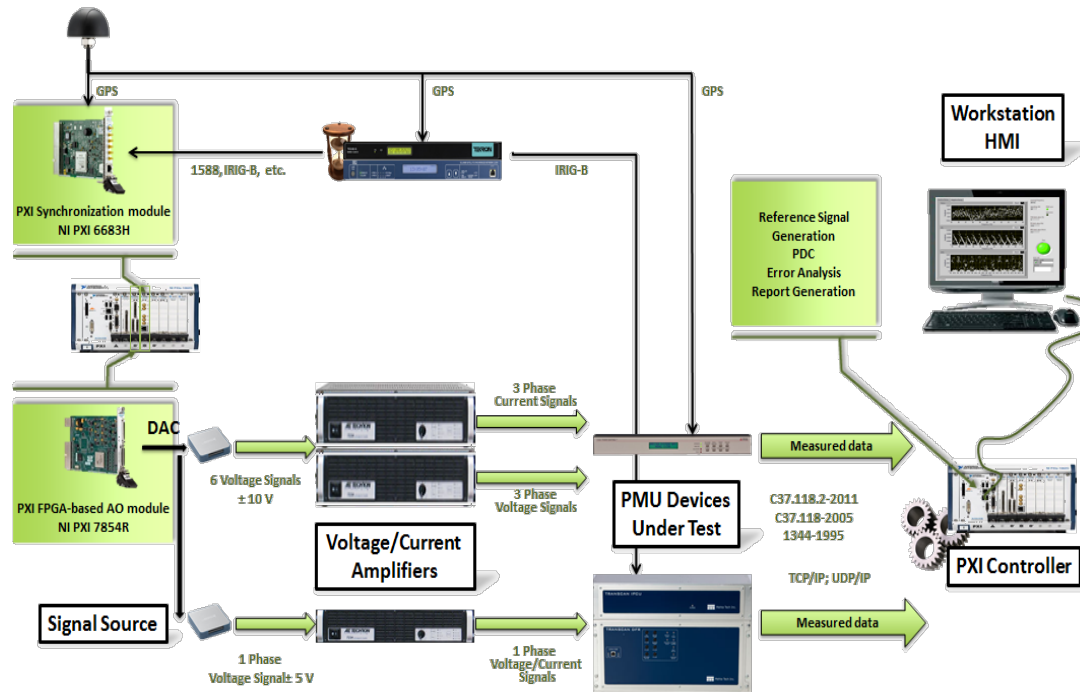 GPS
GPS
GPS
Workstation
HMI
1588, IRIG-B, etc.
IRIG-B
PXI Synchronization module
NI PXI 6683H
Reference Signal
Generation
PDC
Error Analysis
Report Generation
DAC
3 Phase
Current Signals
6 Voltage Signals
± 10 V
3 Phase
Voltage Signals
Measured data
PXI FPGA-based AO module
NI PXI 7854R
Voltage/Current
Amplifiers
PMU Devices
Under Test
C37.118.2-2011
C37.118-2005
1344-1995
PXI Controller
TCP/IP; UDP/IP
Signal Source
1 Phase
Voltage Signal± 5 V
1 Phase
Voltage/Current
Signals
Measured data